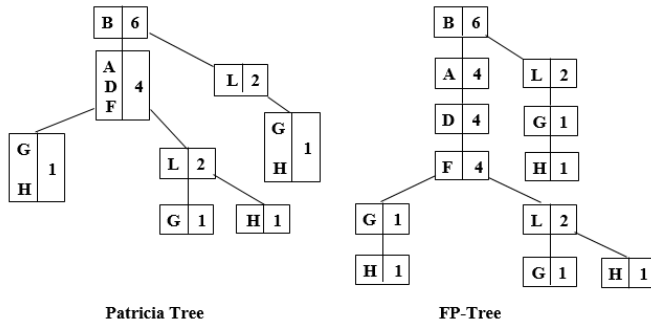 B 6
A
D 4
F
L 2
G
H 1
G
H 1
L 2
G 1
H 1
Patricia Tree
B 6
A 4
L 2
D 4
G 1
F 4
H 1
G 1
L 2
H 1
G 1
H 1
FP-Tree